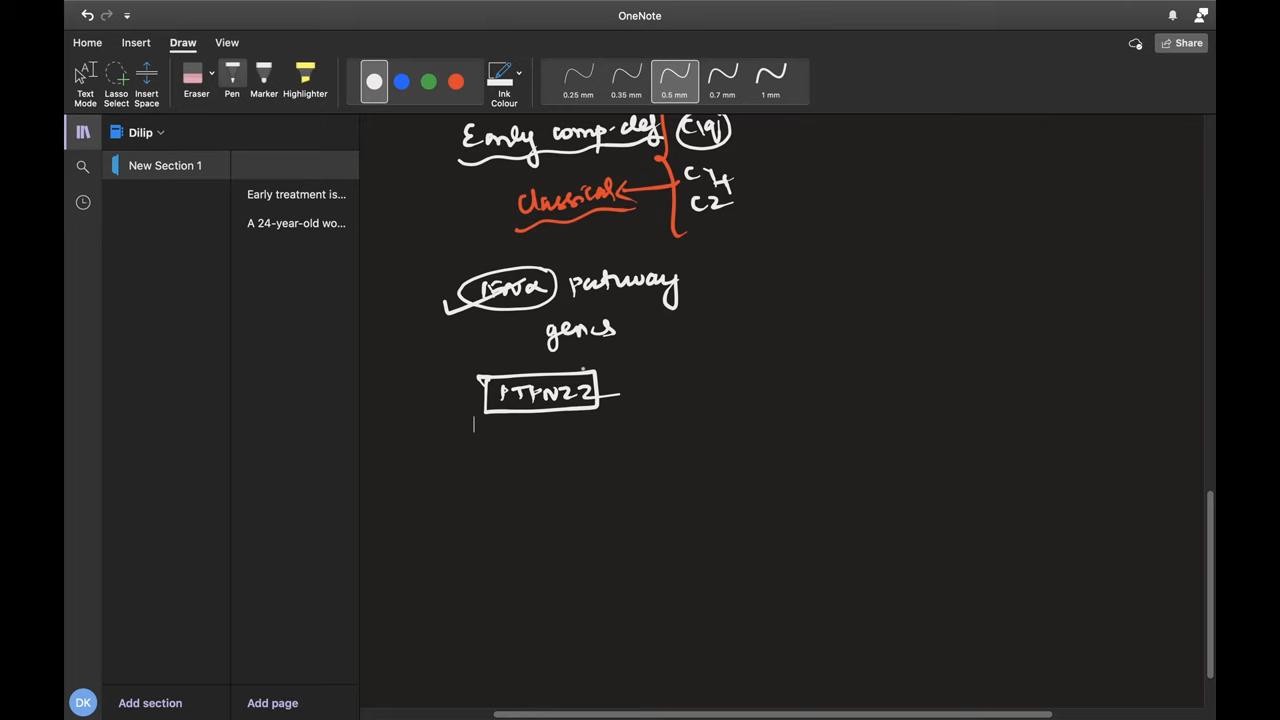 OneNote
Home Insert Draw View
Share
Text Mode
Lasso Select
Insert Space
Eraser
Pen
Marker
Highlighter
Ink Colour
0.25 mm
0.35 mm
0.5 mm
0.7 mm
1 mm
Dilip
New Section 1
Early treatment is...
A 24-year-old wo...
Early comp. def C1q
C4
classical
C2
pathway
genes
PTPN22
DK
Add section
Add page